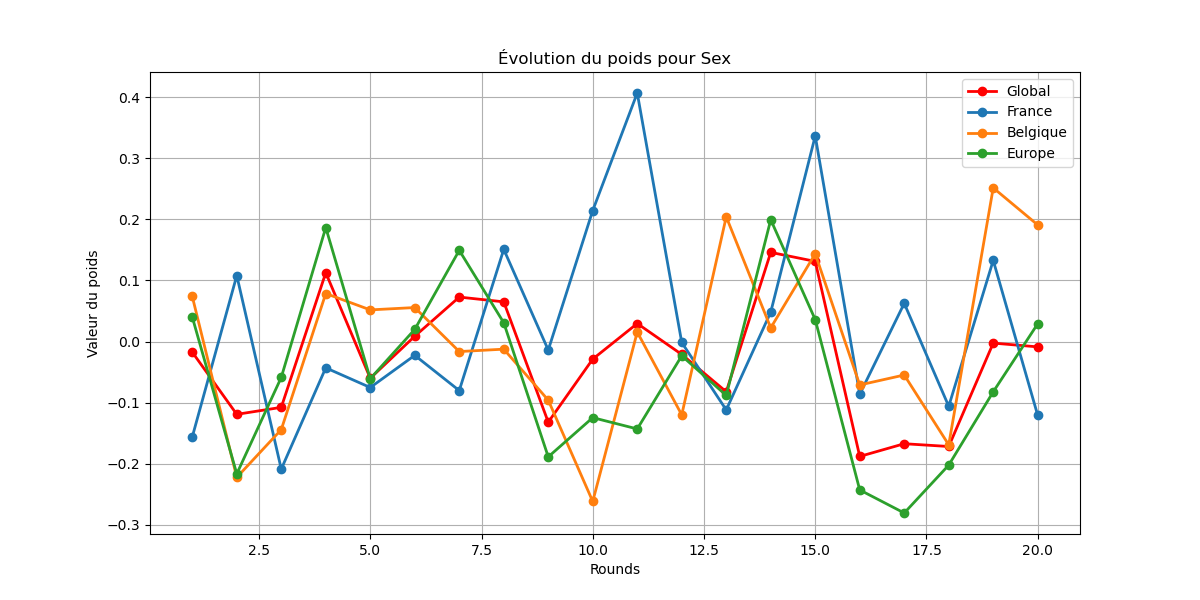 Évolution du poids pour Sex
Global
France
Belgique
Europe
Valeur du poids
0.4
0.3
0.2
0.1
0.0
−0.1
−0.2
−0.3
2.5 5.0 7.5 10.0 12.5 15.0 17.5 20.0
Rounds